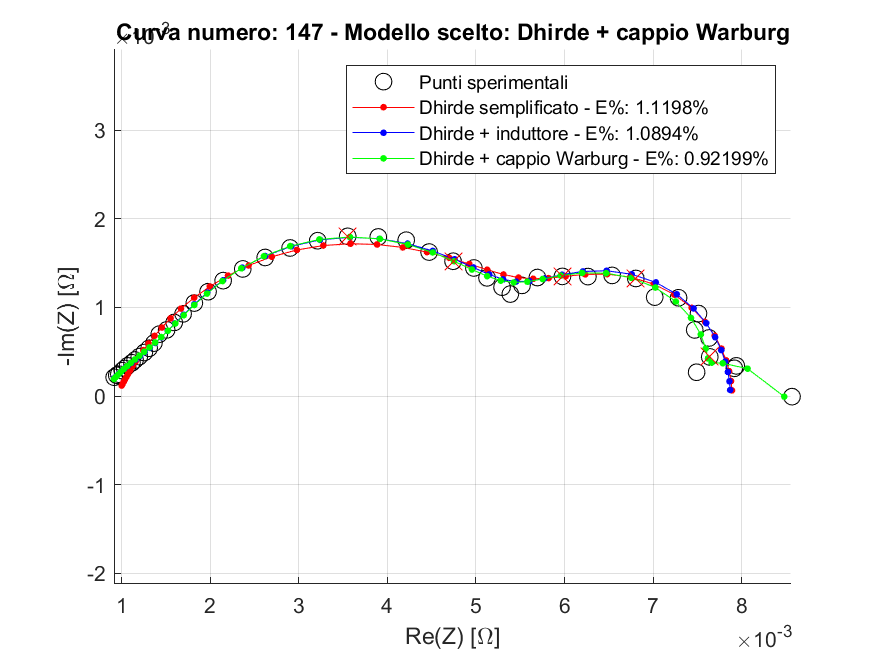 Curva numero: 147 - Modello scelto: Dhirde + cappio Warburg
×10⁻³
Punti sperimentali
Dhirde semplificato - E%: 1.1198%
Dhirde + induttore - E%: 1.0894%
Dhirde + cappio Warburg - E%: 0.92199%
3
2
1
0
-1
-2
-Im(Z) [Ω]
1 2 3 4 5 6 7 8
Re(Z) [Ω]
×10⁻³